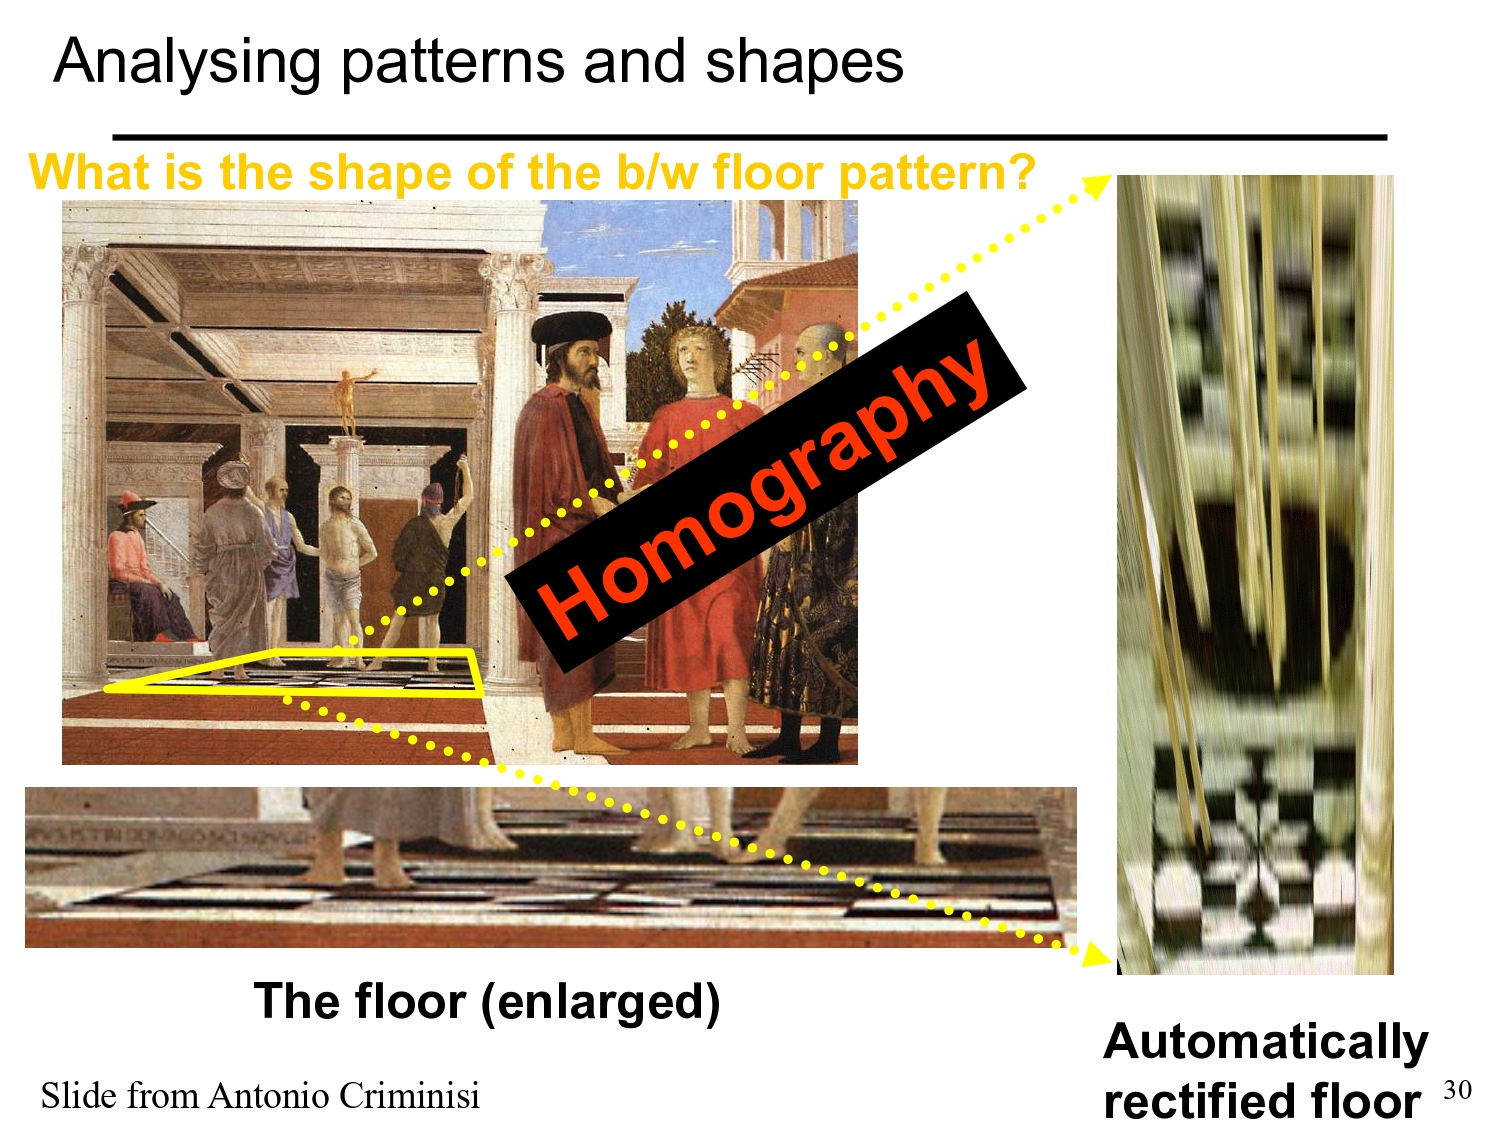 Analysing patterns and shapes
What is the shape of the b/w floor pattern?
Homography
The floor (enlarged)
Automatically
rectified floor
Slide from Antonio Criminisi
30